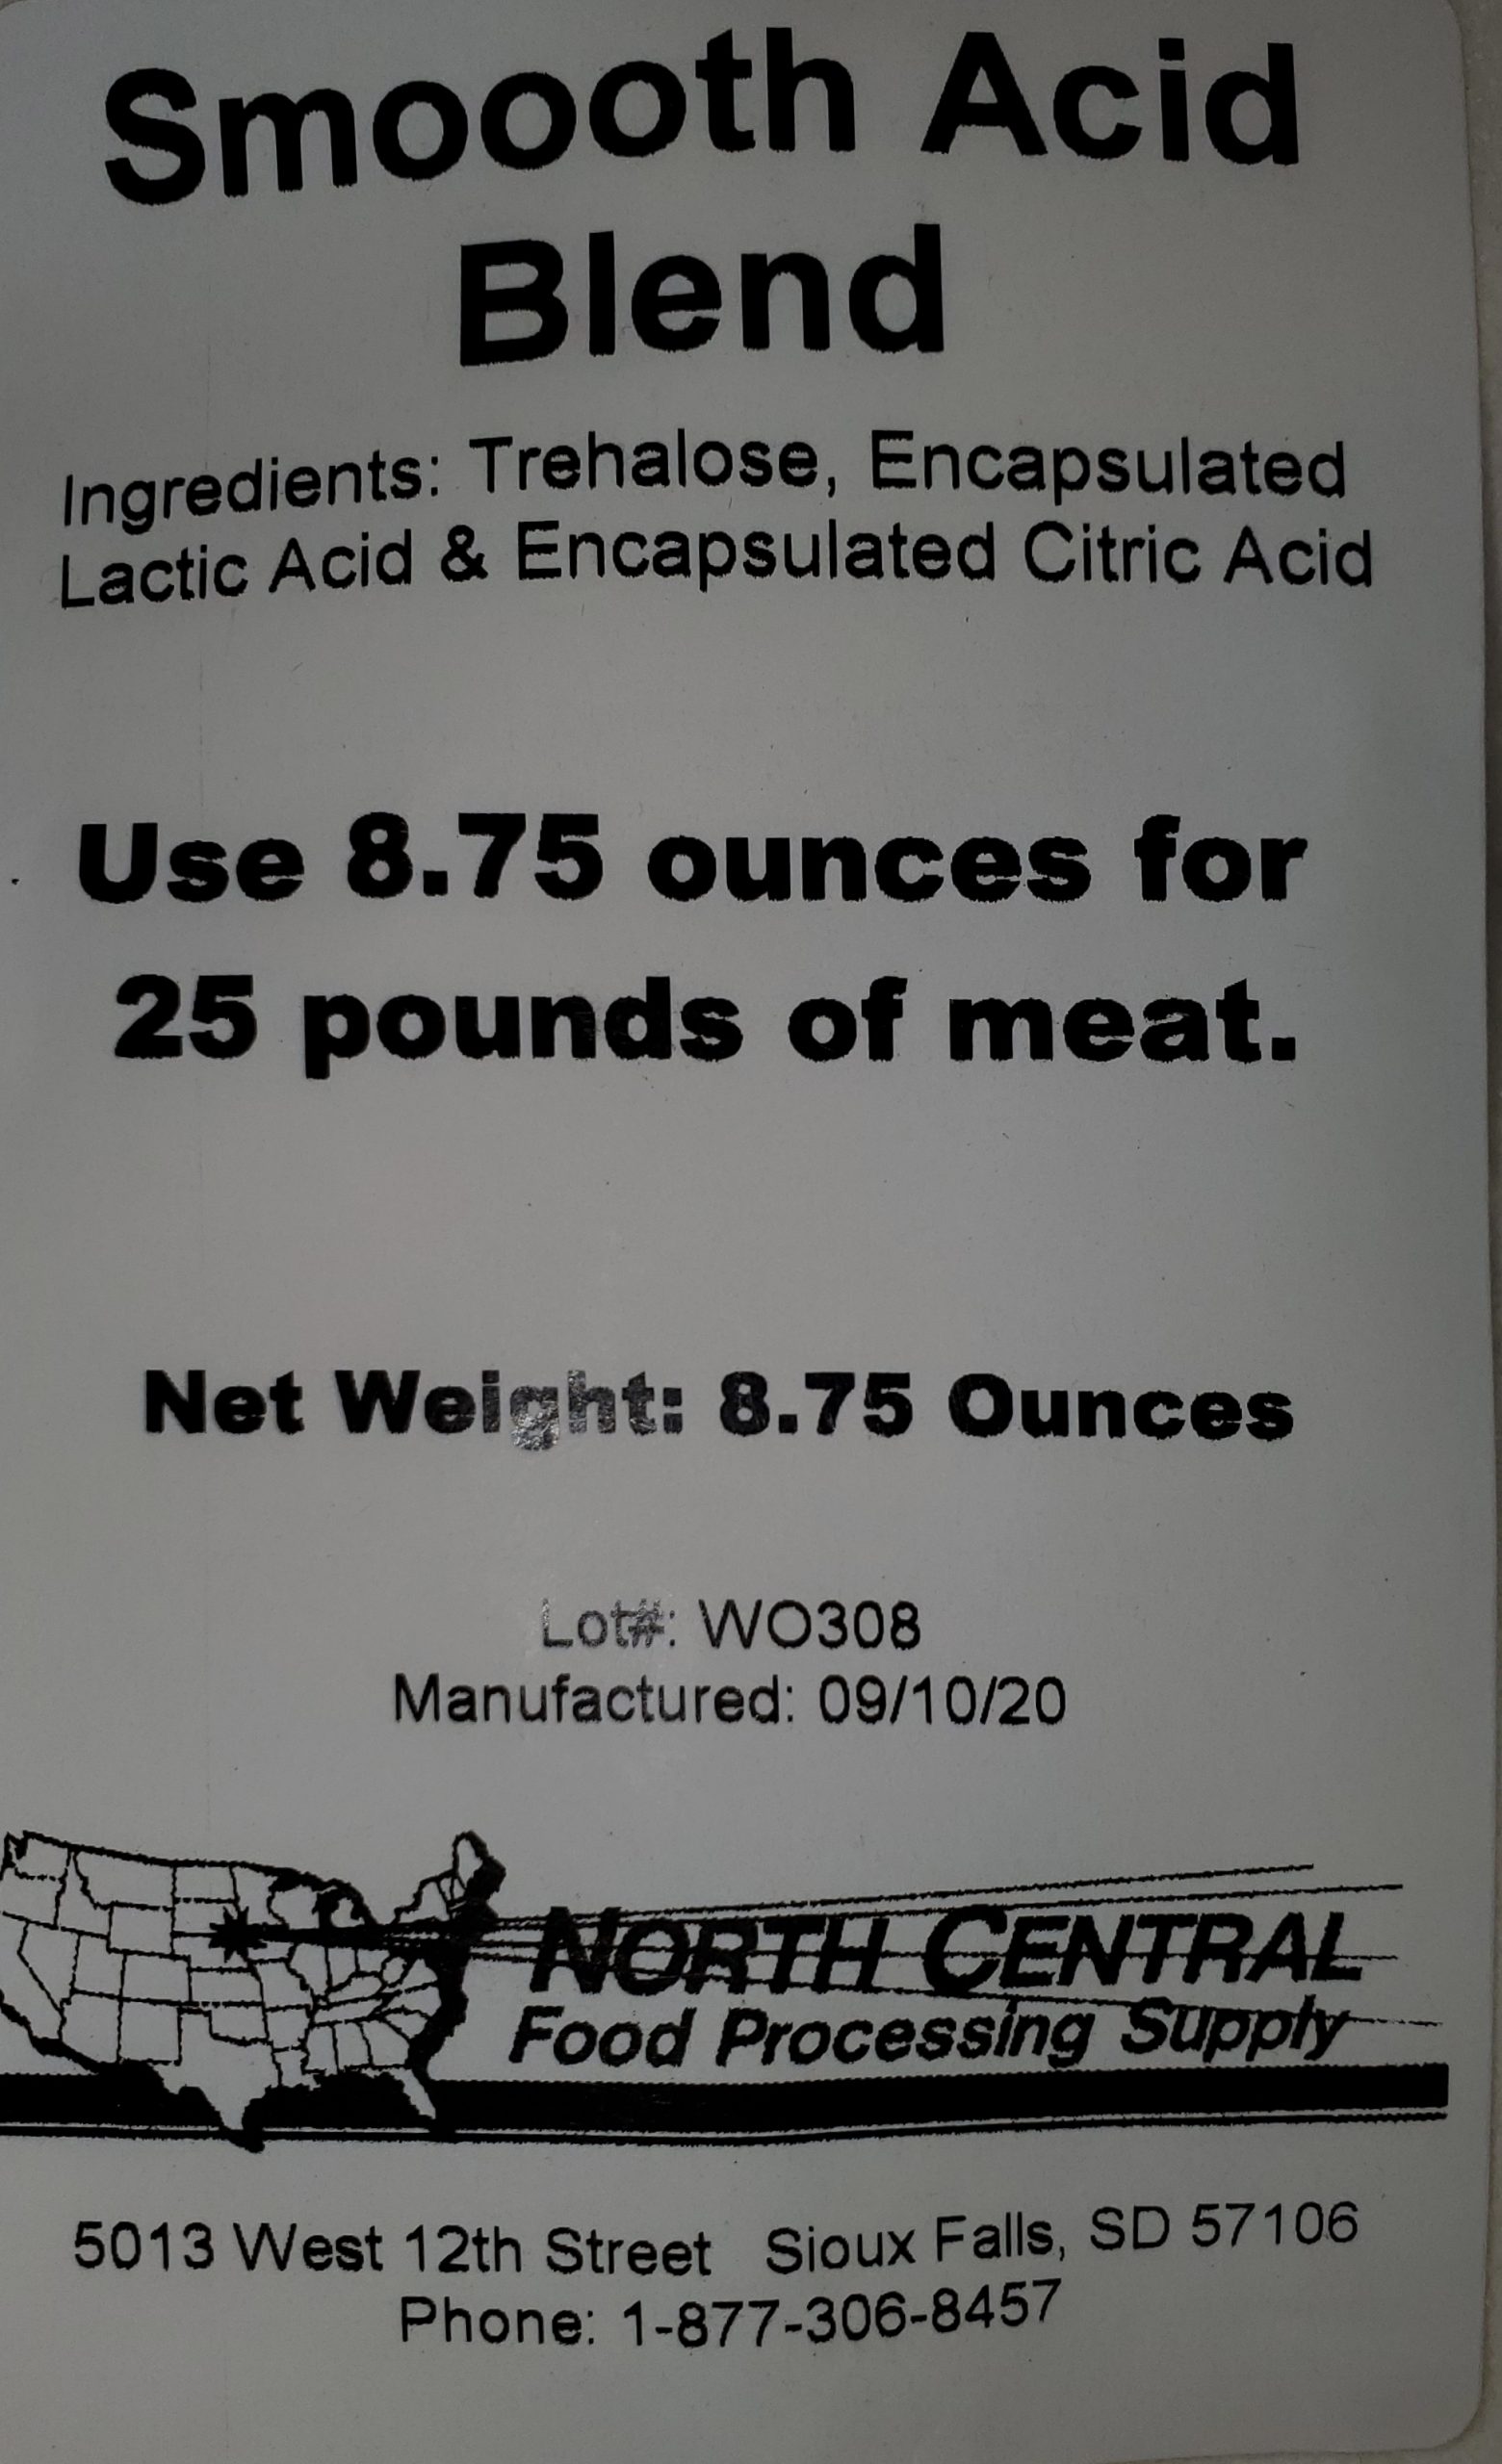 Smoooth Acid
Blend
Ingredients: Trehalose, Encapsulated
Lactic Acid & Encapsulated Citric Acid
Use 8.75 ounces for
25 pounds of meat.
Net Weight: 8.75 Ounces
Lot#: WO308
Manufactured: 09/10/20
NORTH CENTRAL
Food Processing Supply
5013 West 12th Street Sioux Falls, SD 57106
Phone: 1-877-306-8457